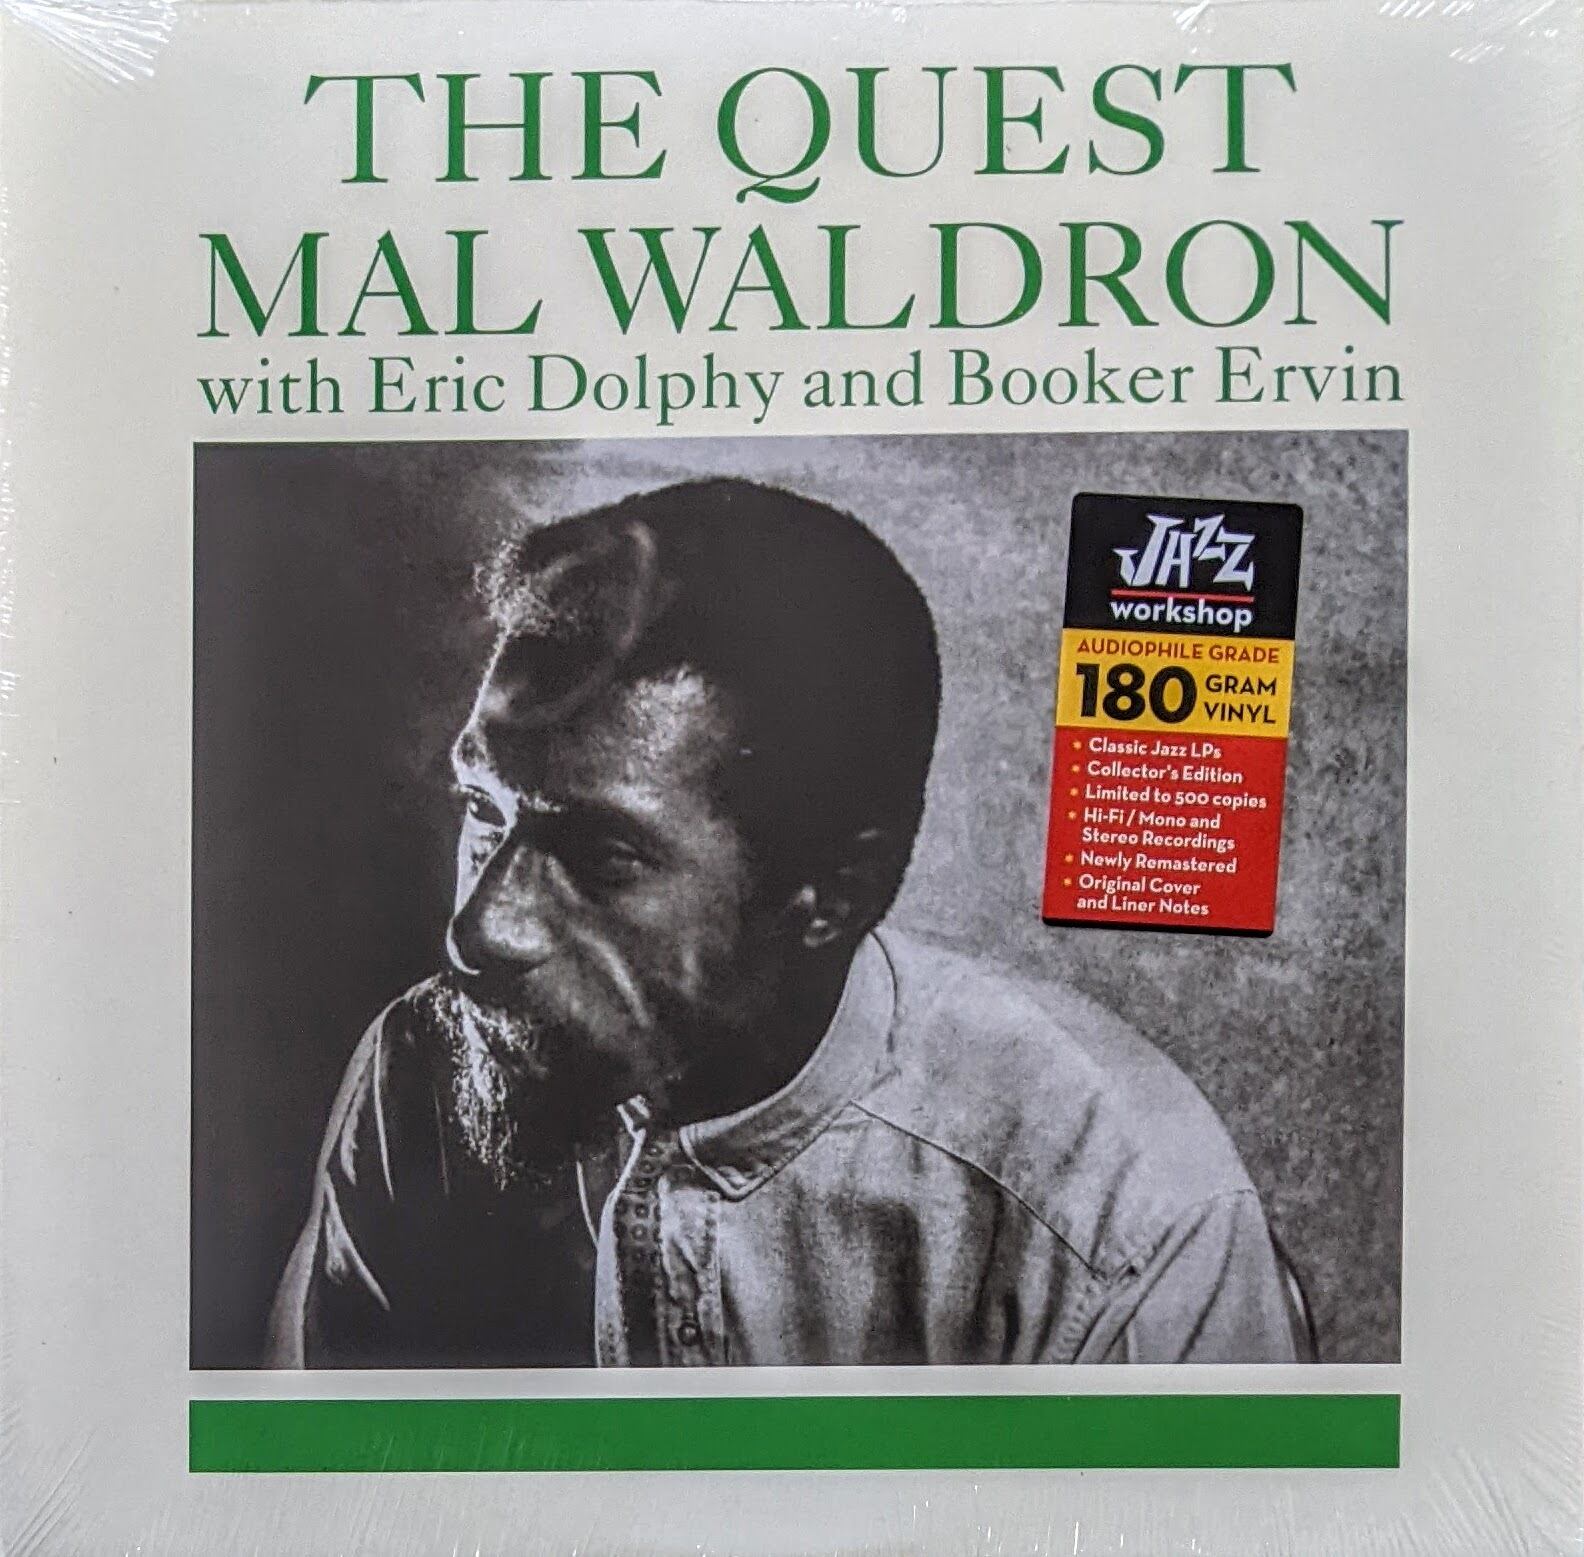 THE QUEST
MAL WALDRON
with Eric Dolphy and Booker Ervin
JAZZ
workshop
AUDIOPHILE GRADE
180 GRAM
VINYL
• Classic Jazz LPs
• Collector's Edition
• Limited to 500 copies
• Hi-Fi / Mono and
Stereo Recordings
• Newly Remastered
• Original Cover
and Liner Notes